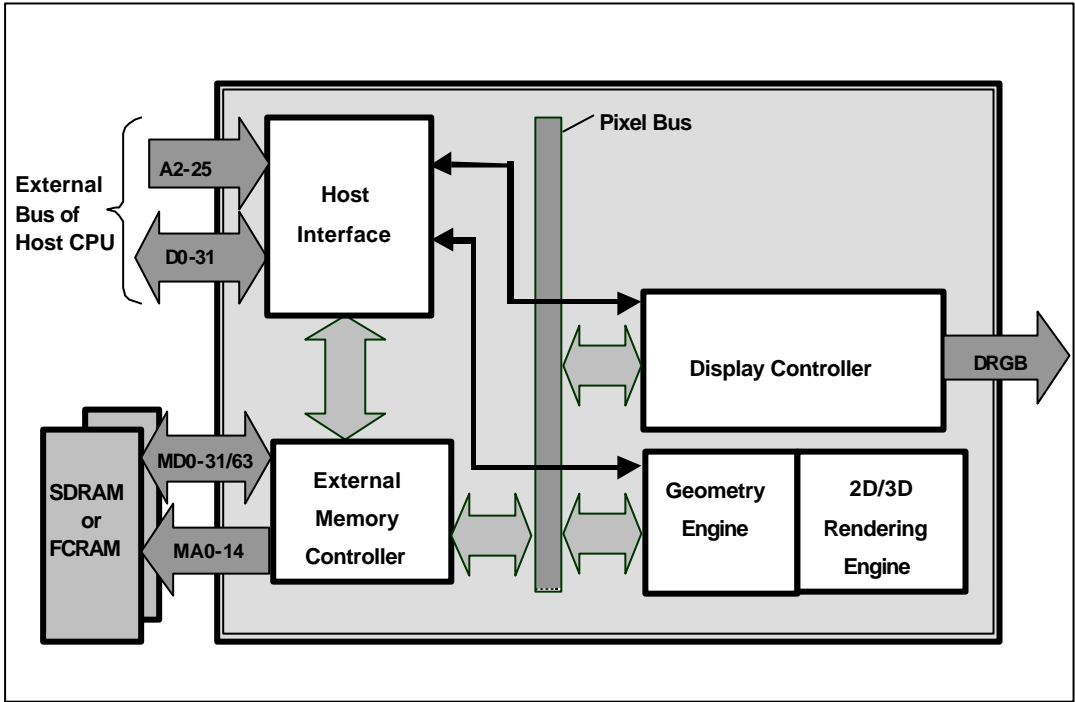 Pixel Bus
A2-25
External
Bus of
Host CPU
D0-31
Host
Interface
Display Controller
DRGB
MD0-31/63
SDRAM
or
FCRAM
MA0-14
External
Memory
Controller
Geometry
Engine
2D/3D
Rendering
Engine